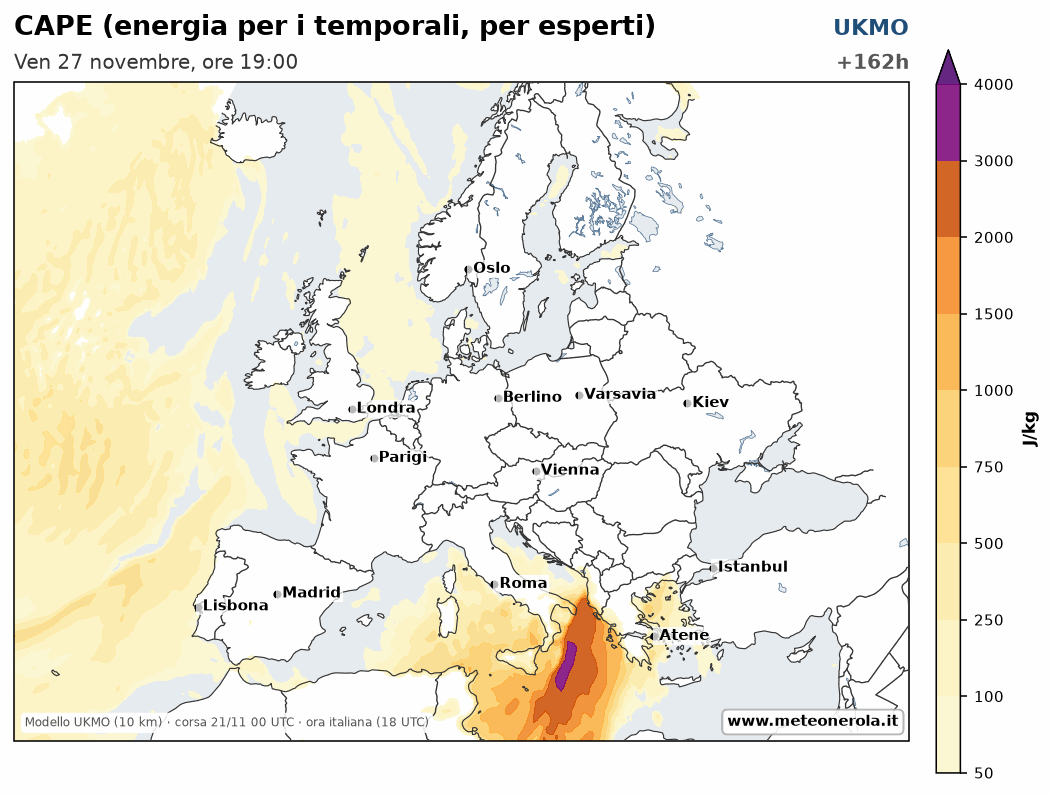 CAPE (energia per i temporali, per esperti)
UKMO
Ven 27 novembre, ore 19:00
+162h
4000
3000
2000
1500
1000
750
500
250
100
50
J/kg
Oslo
Berlino
Varsavia
Kiev
Londra
Parigi
Vienna
Istanbul
Roma
Madrid
Lisbona
Atene
Modello UKMO (10 km) · corsa 21/11 00 UTC · ora italiana (18 UTC)
www.meteonerola.it